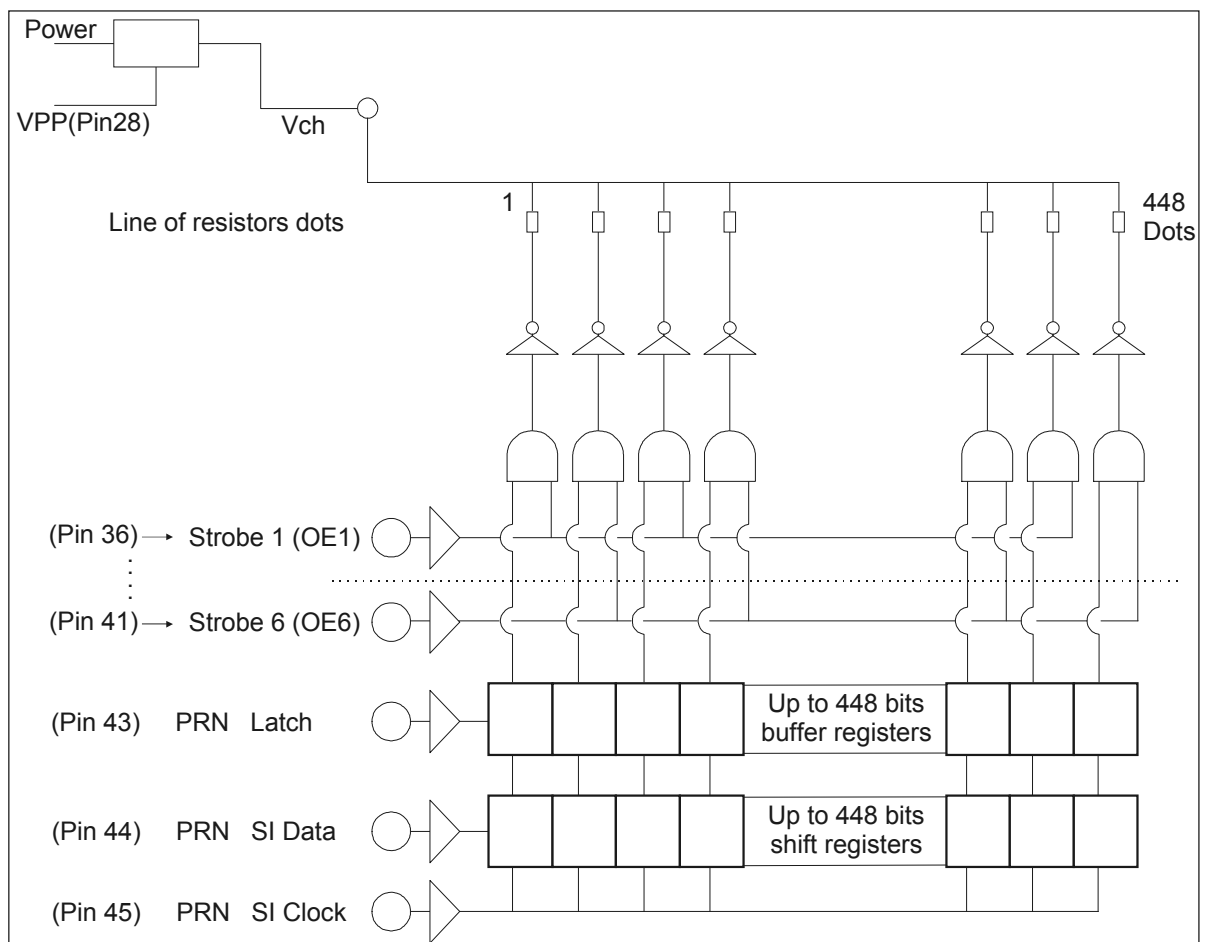 Power
VPP(Pin28)
Vch
Line of resistors dots
1
448
Dots
(Pin 36)
Strobe 1 (OE1)
(Pin 41)
Strobe 6 (OE6)
(Pin 43) PRN Latch
Up to 448 bits
buffer registers
(Pin 44) PRN SI Data
Up to 448 bits
shift registers
(Pin 45) PRN SI Clock